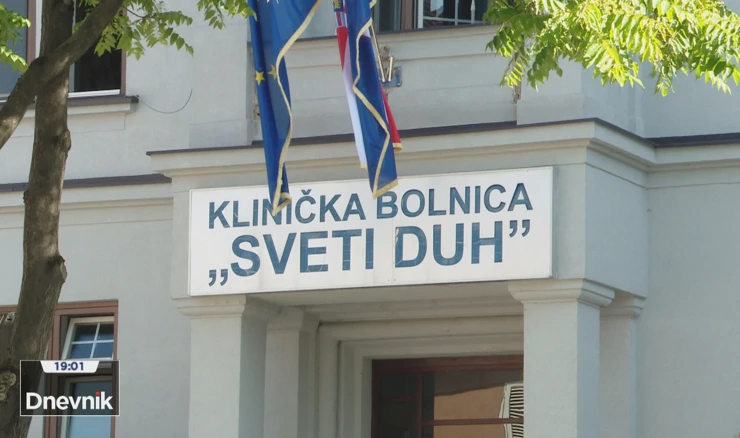 KLINIČKA BOLNICA
„SVETI DUH”
19:01
Dnevnik